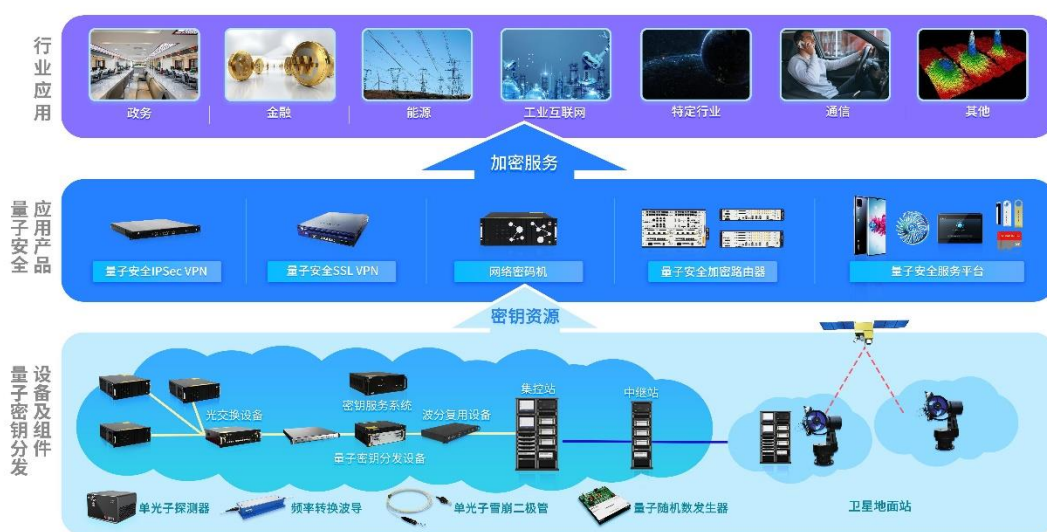 行业应用
政务
金融
能源
工业互联网
特定行业
通信
其他
加密服务
量子安全
应用产品
量子安全IPSec VPN
量子安全SSL VPN
网络密码机
量子安全加密路由器
量子安全服务平台
密钥资源
量子密钥分发
设备及组件
光交换设备
密钥服务系统
量子密钥分发设备
波分复用设备
集控站
中继站
单光子探测器
频率转换波导
单光子雪崩二极管
量子随机数发生器
卫星地面站